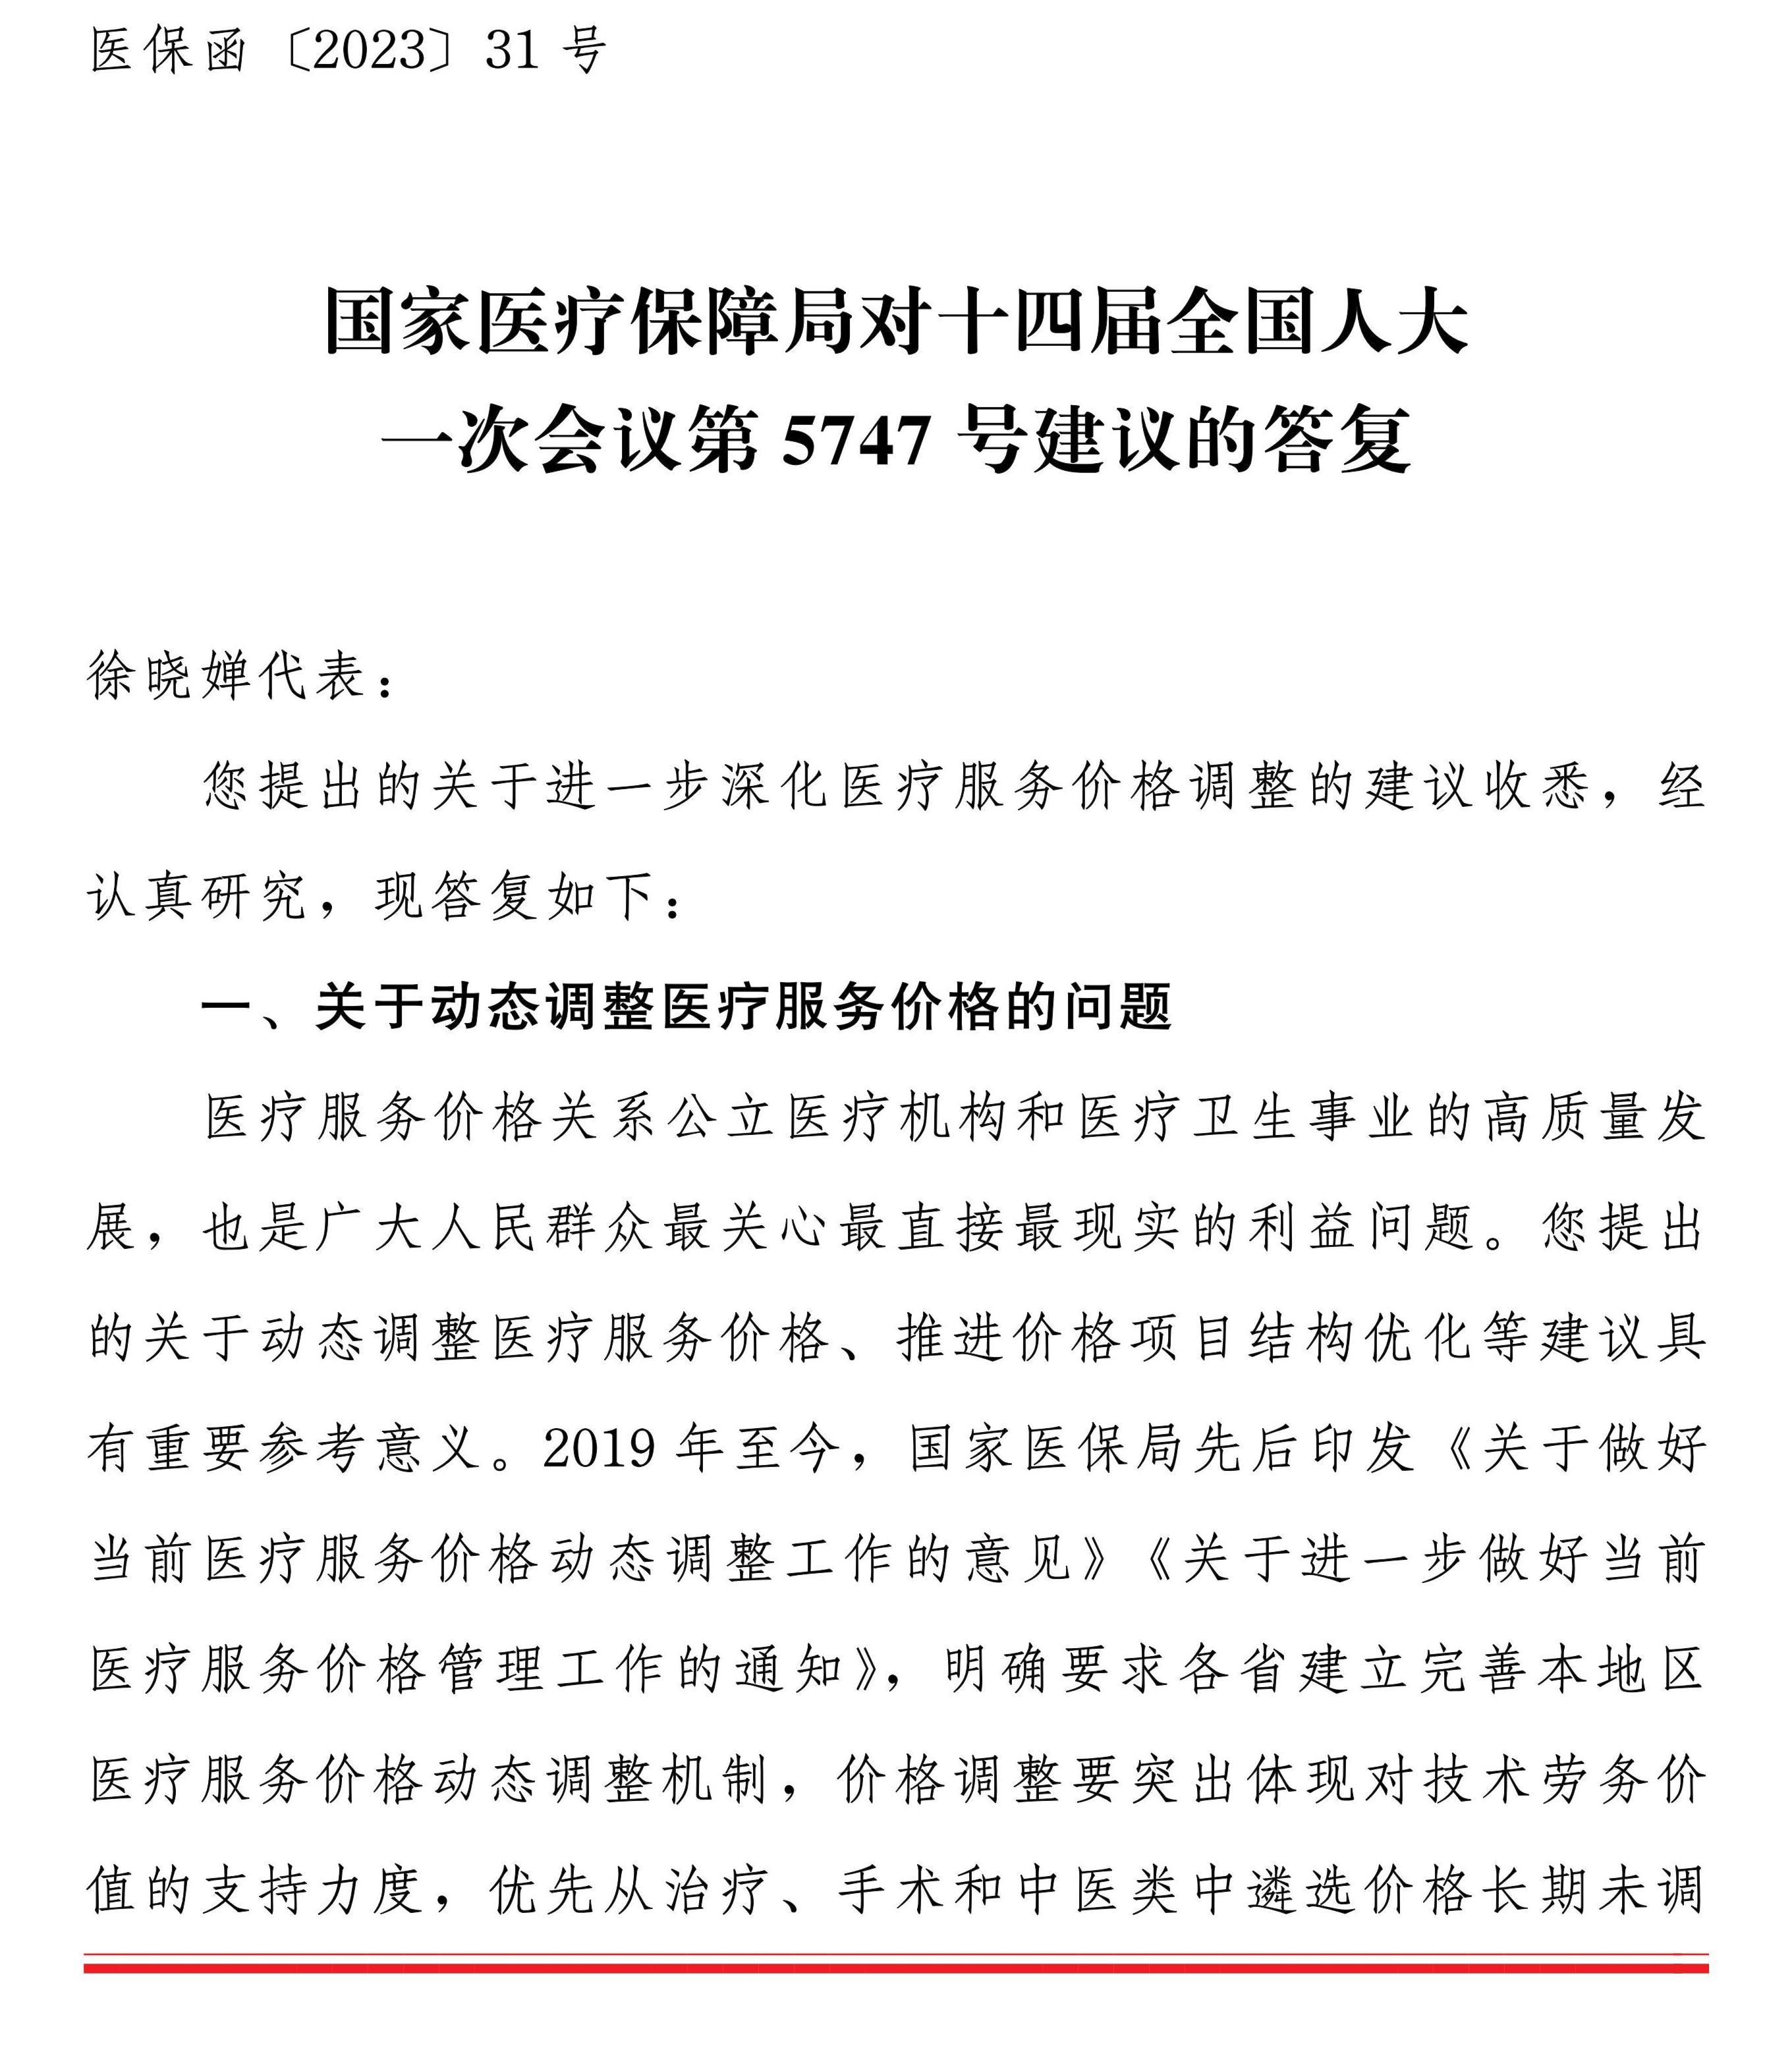 医保函〔2023〕31 号
国家医疗保障局对十四届全国人大
一次会议第 5747 号建议的答复
徐晓婵代表：
您提出的关于进一步深化医疗服务价格调整的建议收悉，经
认真研究，现答复如下：
一、关于动态调整医疗服务价格的问题
医疗服务价格关系公立医疗机构和医疗卫生事业的高质量发
展，也是广大人民群众最关心最直接最现实的利益问题。您提出
的关于动态调整医疗服务价格、推进价格项目结构优化等建议具
有重要参考意义。2019 年至今，国家医保局先后印发《关于做好
当前医疗服务价格动态调整工作的意见》《关于进一步做好当前
医疗服务价格管理工作的通知》，明确要求各省建立完善本地区
医疗服务价格动态调整机制，价格调整要突出体现对技术劳务价
值的支持力度，优先从治疗、手术和中医类中遴选价格长期未调